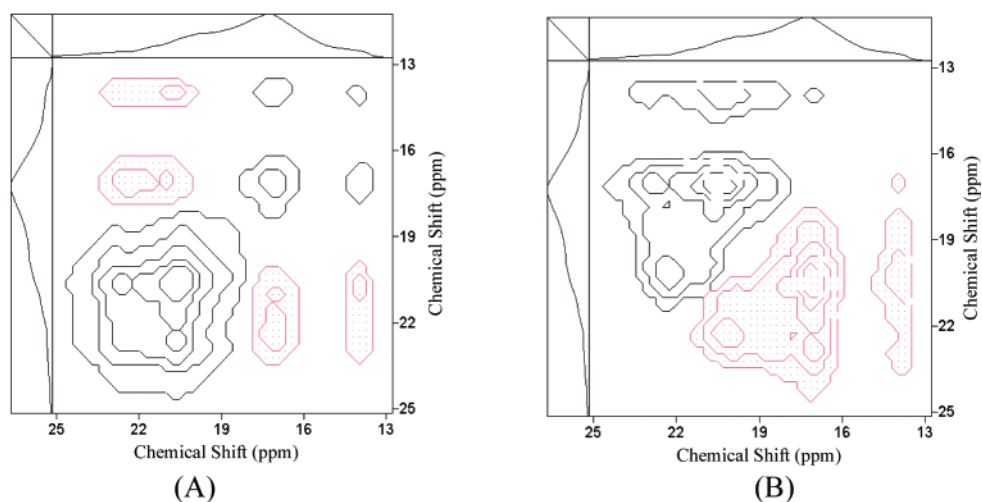 13
16
19
22
25
Chemical Shift (ppm)
25 22 19 16 13
Chemical Shift (ppm)
(A)
13
16
19
22
25
Chemical Shift (ppm)
25 22 19 16 13
Chemical Shift (ppm)
(B)